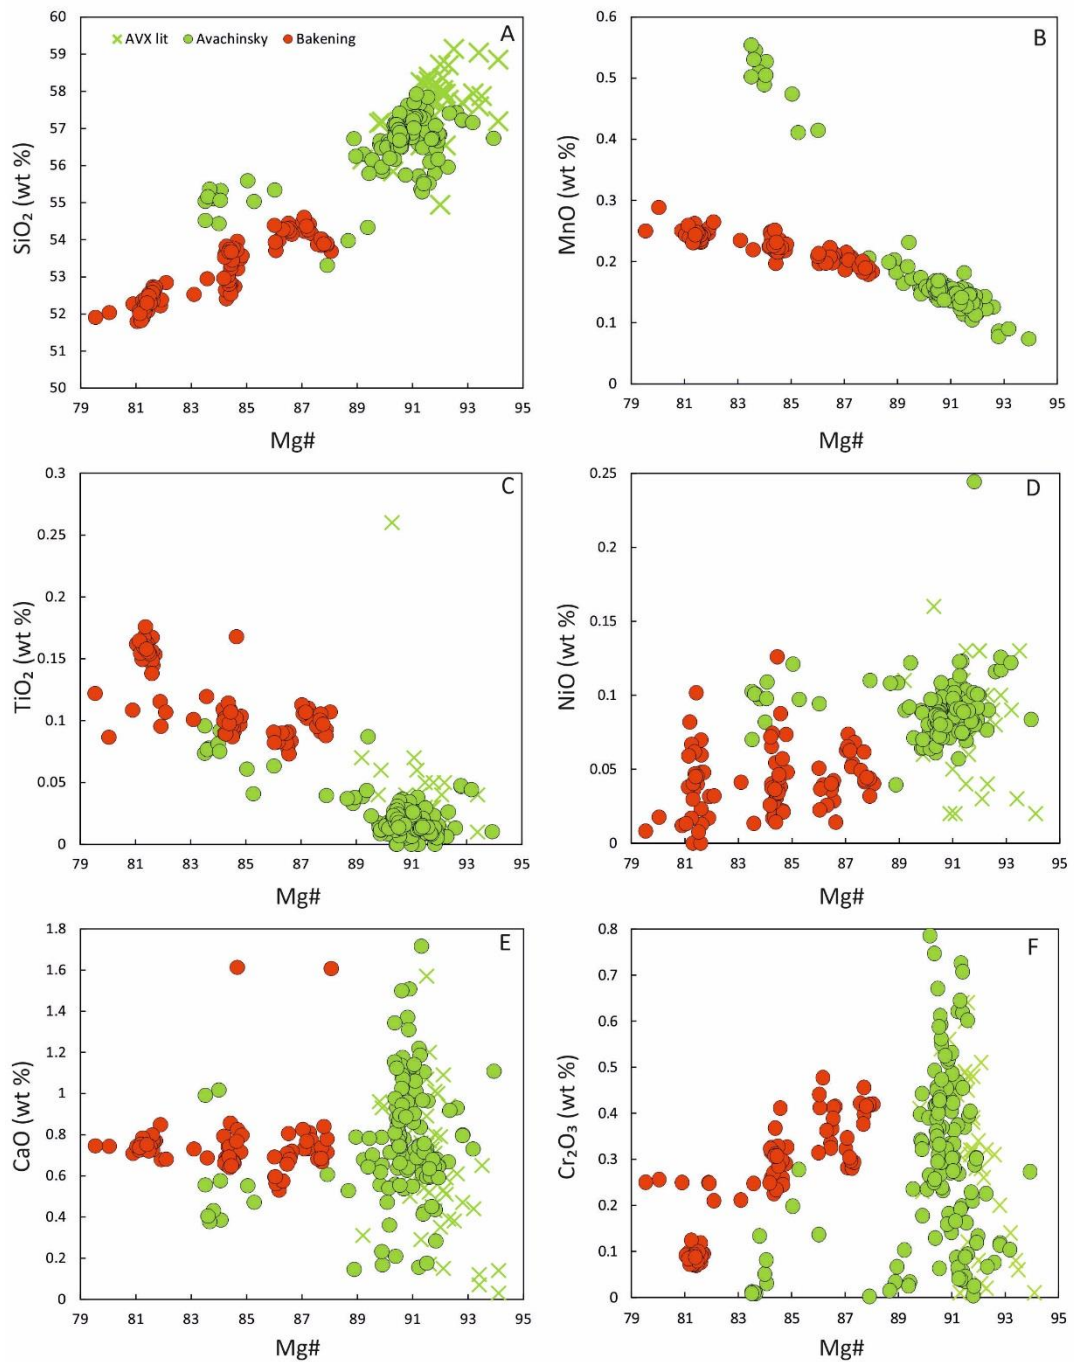 60
59
58
57
56
55
54
53
52
51
50
SiO₂ (wt %)
AVX lit Avachinsky Bakening
A
79 81 83 85 87 89 91 93 95
Mg#
0.6
0.5
0.4
0.3
0.2
0.1
0
MnO (wt %)
B
79 81 83 85 87 89 91 93 95
Mg#
0.3
0.25
0.2
0.15
0.1
0.05
0
TiO₂ (wt %)
C
79 81 83 85 87 89 91 93 95
Mg#
0.25
0.2
0.15
0.1
0.05
0
NiO (wt %)
D
79 81 83 85 87 89 91 93 95
Mg#
1.8
1.6
1.4
1.2
1
0.8
0.6
0.4
0.2
0
CaO (wt %)
E
79 81 83 85 87 89 91 93 95
Mg#
0.8
0.7
0.6
0.5
0.4
0.3
0.2
0.1
0
Cr₂O₃ (wt %)
F
79 81 83 85 87 89 91 93 95
Mg#